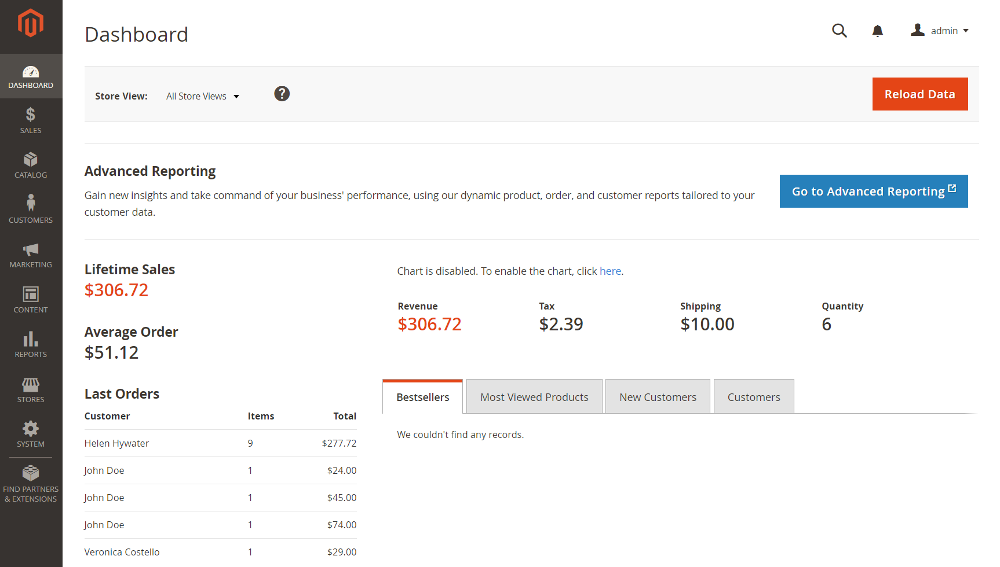 Dashboard
admin
DASHBOARD
SALES
CATALOG
CUSTOMERS
MARKETING
CONTENT
REPORTS
STORES
SYSTEM
FIND PARTNERS
& EXTENSIONS
Store View: All Store Views ?
Reload Data
Advanced Reporting
Gain new insights and take command of your business' performance, using our dynamic product, order, and customer reports tailored to your
customer data.
Go to Advanced Reporting
Lifetime Sales
$306.72
Average Order
$51.12
Chart is disabled. To enable the chart, click here.
Revenue Tax Shipping Quantity
$306.72 $2.39 $10.00 6
Last Orders
Customer Items Total
Helen Hywater 9 $277.72
John Doe 1 $24.00
John Doe 1 $45.00
John Doe 1 $74.00
Veronica Costello 1 $29.00
Bestsellers Most Viewed Products New Customers Customers
We couldn't find any records.